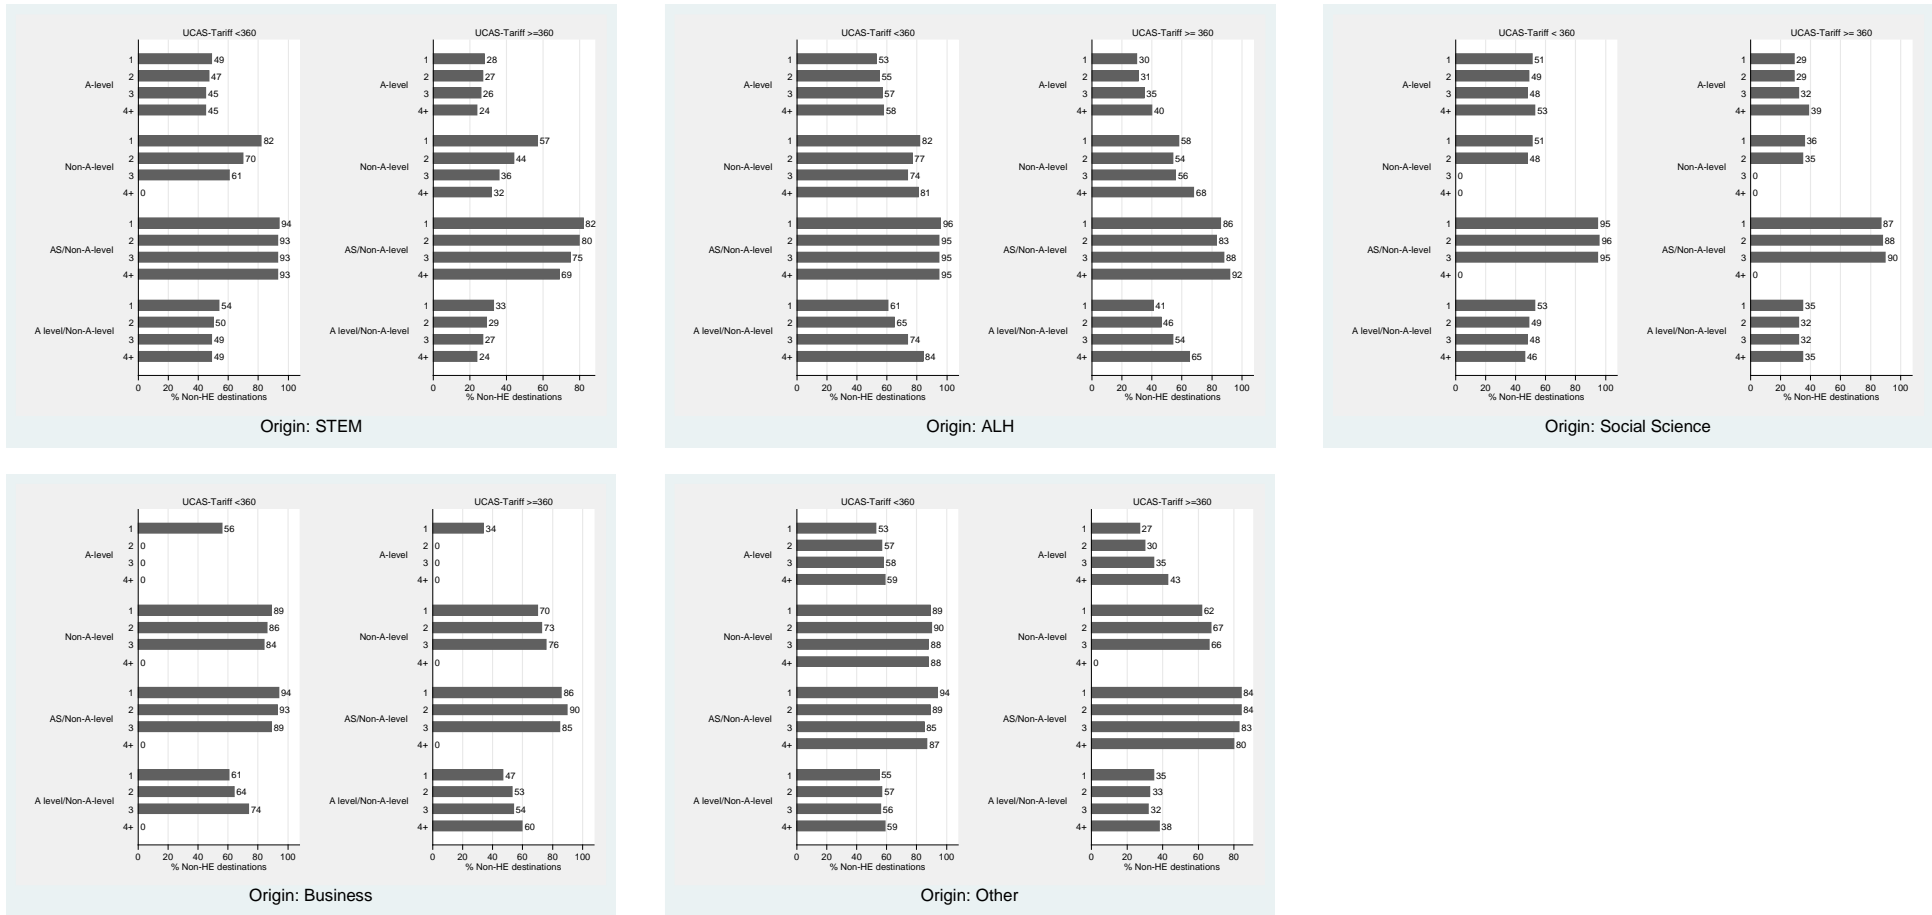 UCAS-Tariff <360
A-level
1 49
2 47
3 45
4+ 45
Non-A-level
1 82
2 70
3 61
4+ 0
AS/Non-A-level
1 94
2 93
3 93
4+ 93
A level/Non-A-level
1 54
2 50
3 49
4+ 49
0 20 40 60 80 100
% Non-HE destinations
UCAS-Tariff >=360
A-level
1 28
2 27
3 26
4+ 24
Non-A-level
1 57
2 44
3 36
4+ 32
AS/Non-A-level
1 82
2 80
3 75
4+ 69
A level/Non-A-level
1 33
2 29
3 27
4+ 24
0 20 40 60 80
% Non-HE destinations
Origin: STEM
UCAS-Tariff <360
A-level
1 53
2 55
3 57
4+ 58
Non-A-level
1 82
2 77
3 74
4+ 81
AS/Non-A-level
1 96
2 95
3 95
4+ 95
A level/Non-A-level
1 61
2 65
3 74
4+ 84
0 20 40 60 80 100
% Non-HE destinations
UCAS-Tariff >= 360
A-level
1 30
2 31
3 35
4+ 40
Non-A-level
1 58
2 54
3 56
4+ 68
AS/Non-A-level
1 86
2 83
3 88
4+ 92
A level/Non-A-level
1 41
2 46
3 54
4+ 65
0 20 40 60 80 100
% Non-HE destinations
Origin: ALH
UCAS-Tariff < 360
A-level
1 51
2 49
3 48
4+ 53
Non-A-level
1 51
2 48
3 0
4+ 0
AS/Non-A-level
1 95
2 96
3 95
4+ 0
A level/Non-A-level
1 53
2 49
3 48
4+ 46
0 20 40 60 80 100
% Non-HE destinations
UCAS-Tariff >= 360
A-level
1 29
2 29
3 32
4+ 39
Non-A-level
1 36
2 35
3 0
4+ 0
AS/Non-A-level
1 87
2 88
3 90
4+ 0
A level/Non-A-level
1 35
2 32
3 32
4+ 35
0 20 40 60 80 100
% Non-HE destinations
Origin: Social Science
UCAS-Tariff <360
A-level
1 56
2 0
3 0
4+ 0
Non-A-level
1 89
2 86
3 84
4+ 0
AS/Non-A-level
1 94
2 93
3 89
4+ 0
A level/Non-A-level
1 61
2 64
3 74
4+ 0
0 20 40 60 80 100
% Non-HE destinations
UCAS-Tariff >=360
A-level
1 34
2 0
3 0
4+ 0
Non-A-level
1 70
2 73
3 76
4+ 0
AS/Non-A-level
1 86
2 90
3 85
4+ 0
A level/Non-A-level
1 47
2 53
3 54
4+ 60
0 20 40 60 80 100
% Non-HE destinations
Origin: Business
UCAS-Tariff <360
A-level
1 53
2 57
3 58
4+ 59
Non-A-level
1 89
2 90
3 88
4+ 88
AS/Non-A-level
1 94
2 89
3 85
4+ 87
A level/Non-A-level
1 55
2 57
3 56
4+ 59
0 20 40 60 80 100
% Non-HE destinations
UCAS-Tariff >=360
A-level
1 27
2 30
3 35
4+ 43
Non-A-level
1 62
2 67
3 66
4+ 0
AS/Non-A-level
1 84
2 84
3 83
4+ 80
A level/Non-A-level
1 35
2 33
3 32
4+ 38
0 20 40 60 80
% Non-HE destinations
Origin: Other